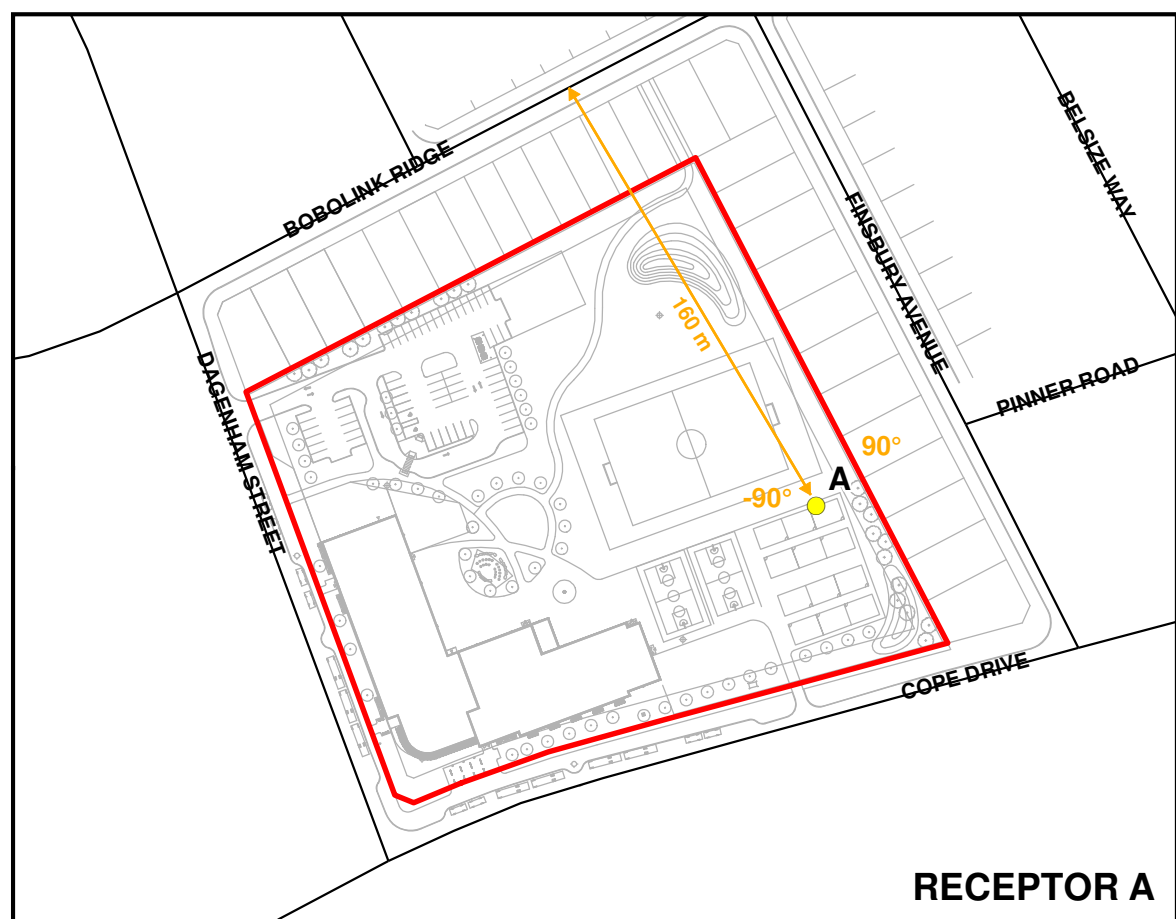 BOBOLINK RIDGE
BELSIZE WAY
FINSBURY AVENUE
160 m
DAGENHAM STREET
PINNER ROAD
90°
A
-90°
COPE DRIVE
RECEPTOR A